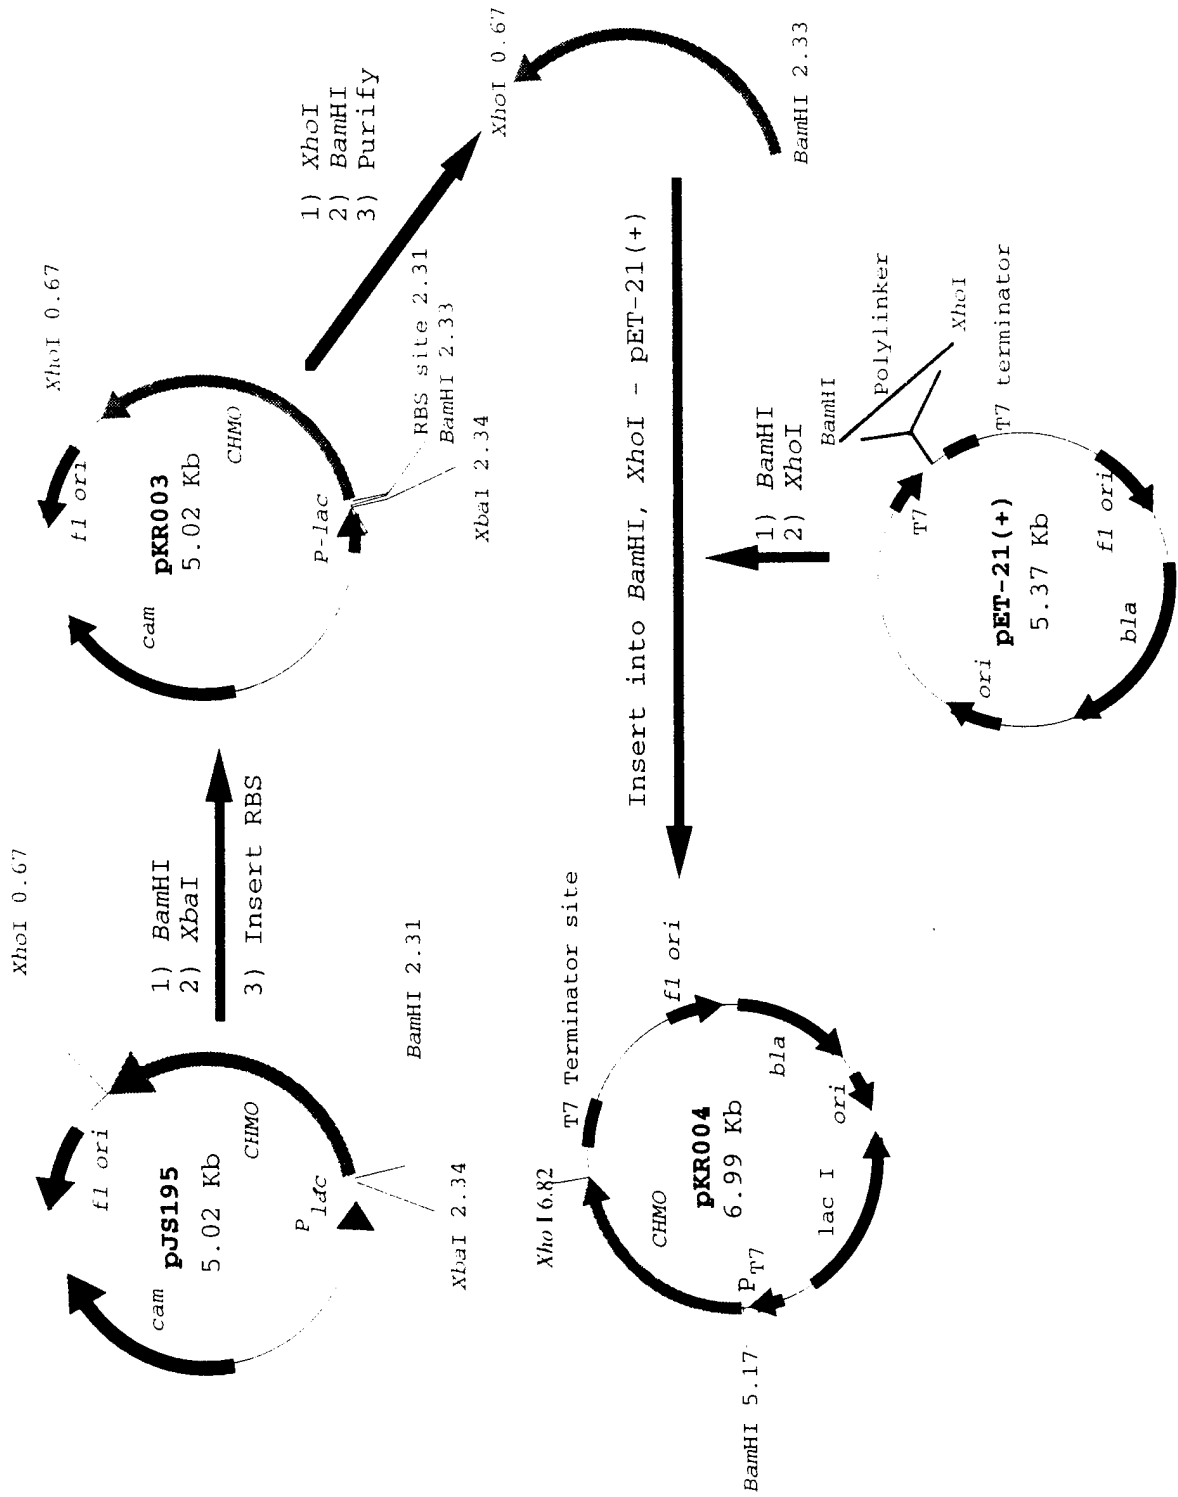 XhoI 0.67
f1 ori
cam
pJS195
5.02 Kb
CHMO
P lac
XbaI 2.34
BamHI 2.31
1) BamHI
2) XbaI
3) Insert RBS
XhoI 0.67
f1 ori
cam
pKR003
5.02 Kb
CHMO
P-lac
RBS site 2.31
BamHI 2.33
XbaI 2.34
1) XhoI
2) BamHI
3) Purify
XhoI 0.67
BamHI 2.33
Insert into BamHI, XhoI - pET-21(+)
1) BamHI
2) XhoI
BamHI
Polylinker
XhoI
T7
T7 terminator
pET-21(+)
5.37 Kb
f1 ori
ori
bla
XhoI 6.82
T7 Terminator site
f1 ori
CHMO
pKR004
6.99 Kb
bla
ori
lac I
PT7
BamHI 5.17